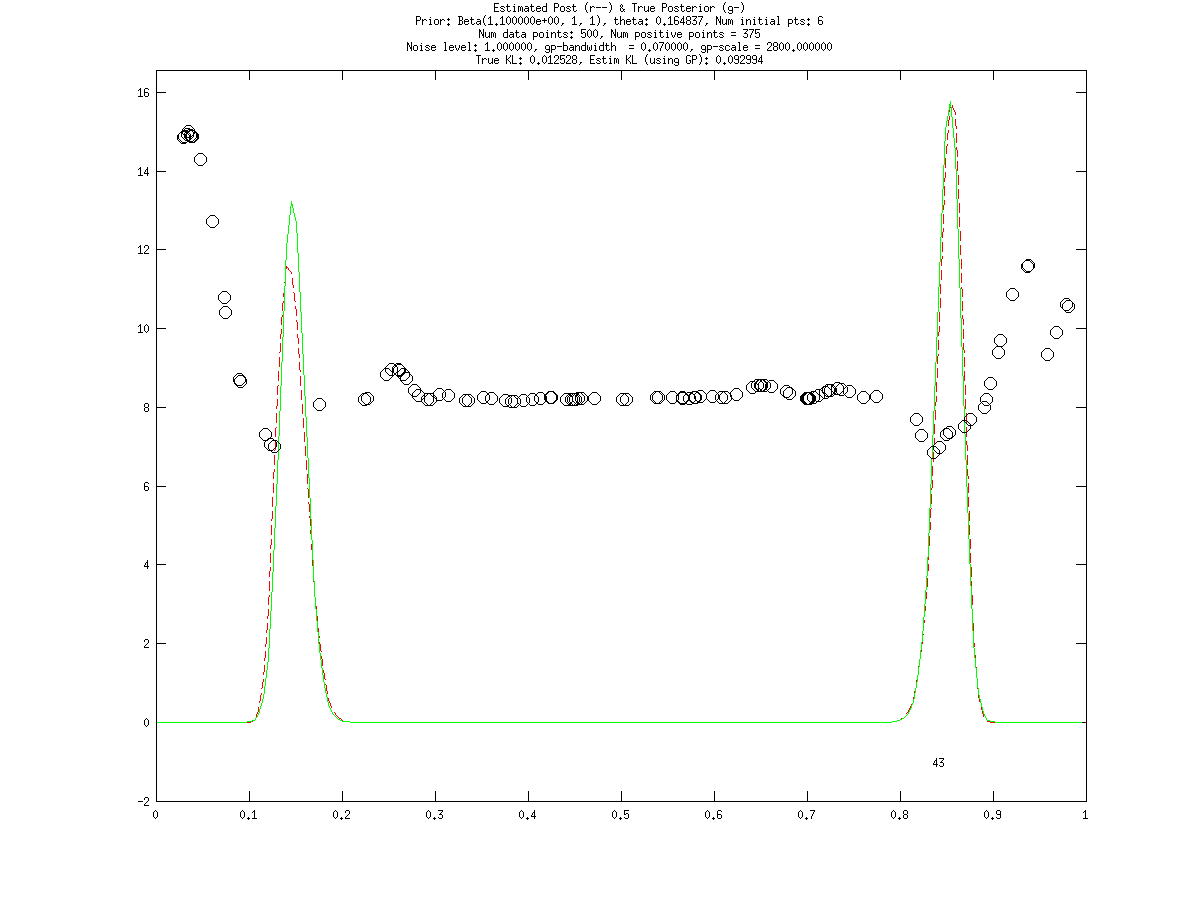 Estimated Post (r--) & True Posterior (g-)
Prior: Beta(1.100000e+00, 1, 1), theta: 0.164837, Num initial pts: 6
Num data points: 500, Num positive points = 375
Noise level: 1.000000, gp-bandwidth  = 0.070000, gp-scale = 2800.000000
True KL: 0.012528, Estim KL (using GP): 0.092994
16
14
12
10
8
6
4
2
0
43
-2
0 0.1 0.2 0.3 0.4 0.5 0.6 0.7 0.8 0.9 1